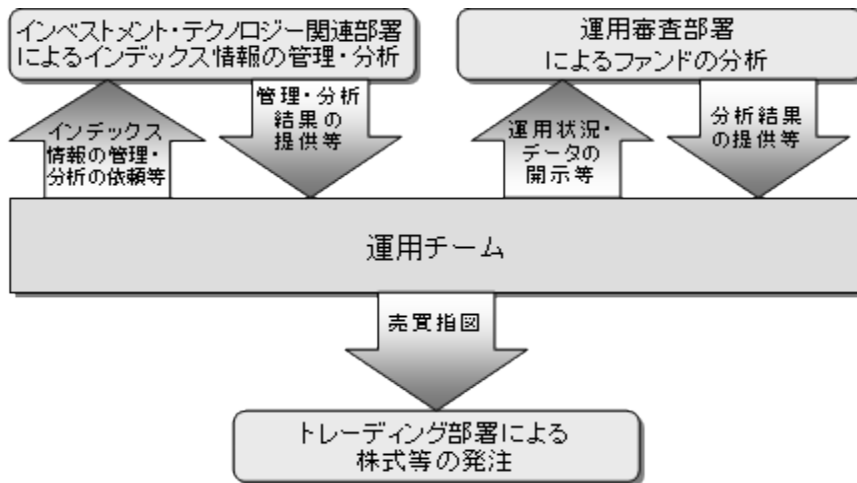 インベストメント・テクノロジー関連部署
によるインデックス情報の管理・分析
運用審査部署
によるファンドの分析
インデックス
情報の管理・
分析の依頼等
管理・分析
結果の
提供等
運用状況・
データの
開示等
分析結果
の提供等
運用チーム
売買指図
トレーディング部署による
株式等の発注